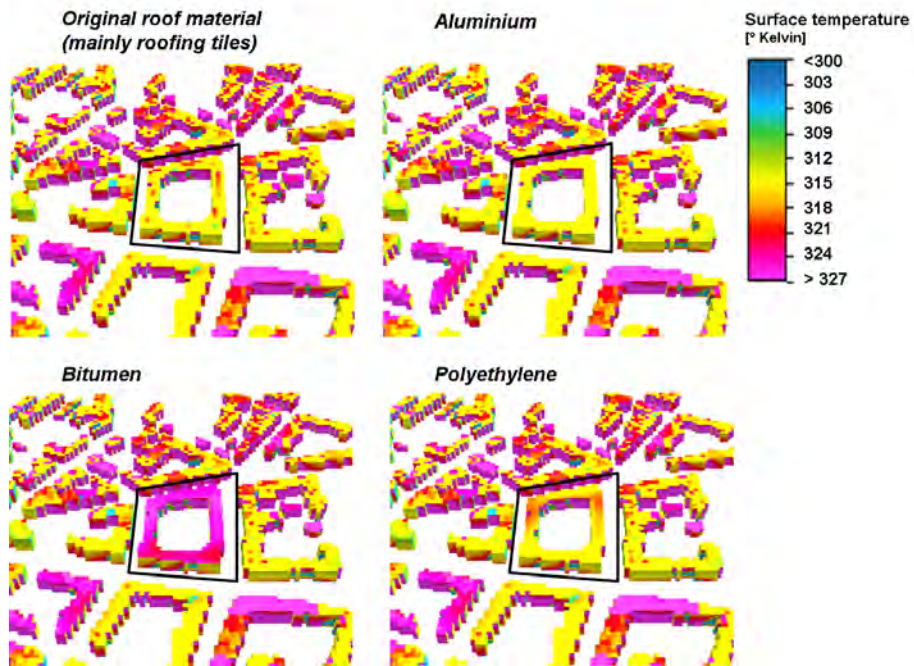 Original roof material
(mainly roofing tiles)
Aluminium
Surface temperature
[° Kelvin]
<300
303
306
309
312
315
318
321
324
> 327
Bitumen
Polyethylene